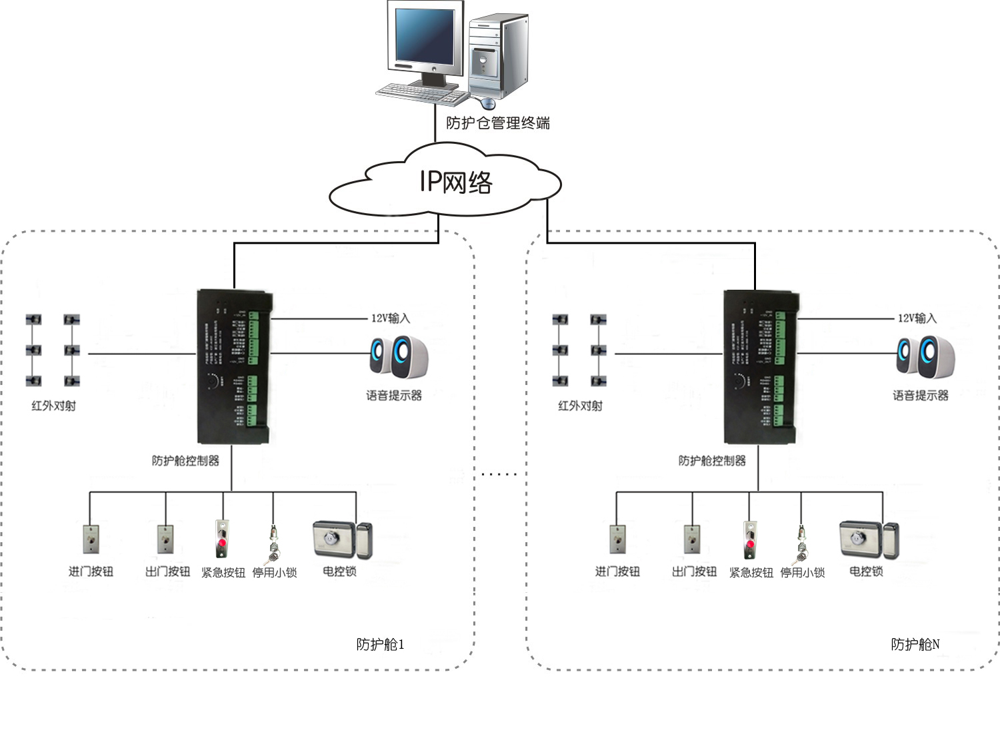 防护仓管理终端
IP网络
12V输入
语音提示器
红外对射
防护舱控制器
进门按钮
出门按钮
紧急按钮
停用小锁
电控锁
防护舱1
12V输入
语音提示器
红外对射
防护舱控制器
进门按钮
出门按钮
紧急按钮
停用小锁
电控锁
防护舱N